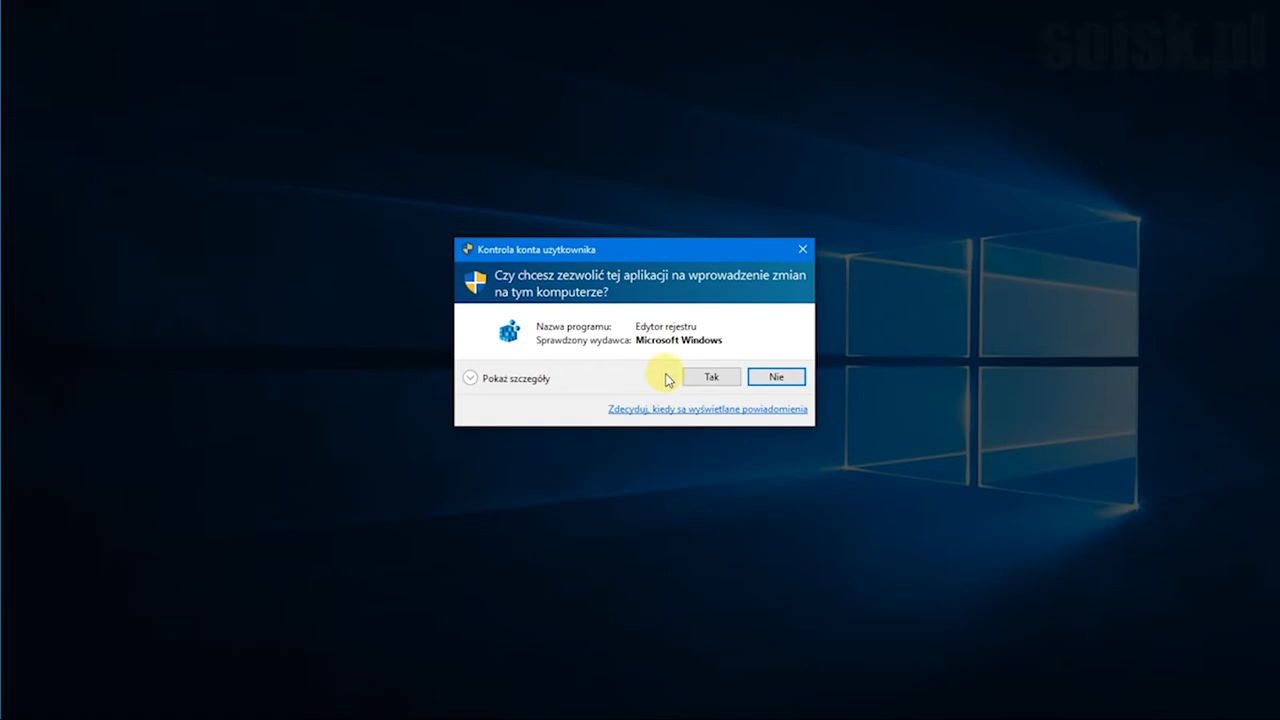 sojsk.pl
Kontrola konta użytkownika
Czy chcesz zezwolić tej aplikacji na wprowadzenie zmian
na tym komputerze?
Nazwa programu: Edytor rejestru
Sprawdzony wydawca: Microsoft Windows
Pokaż szczegóły
Tak
Nie
Zdecyduj, kiedy są wyświetlane powiadomienia